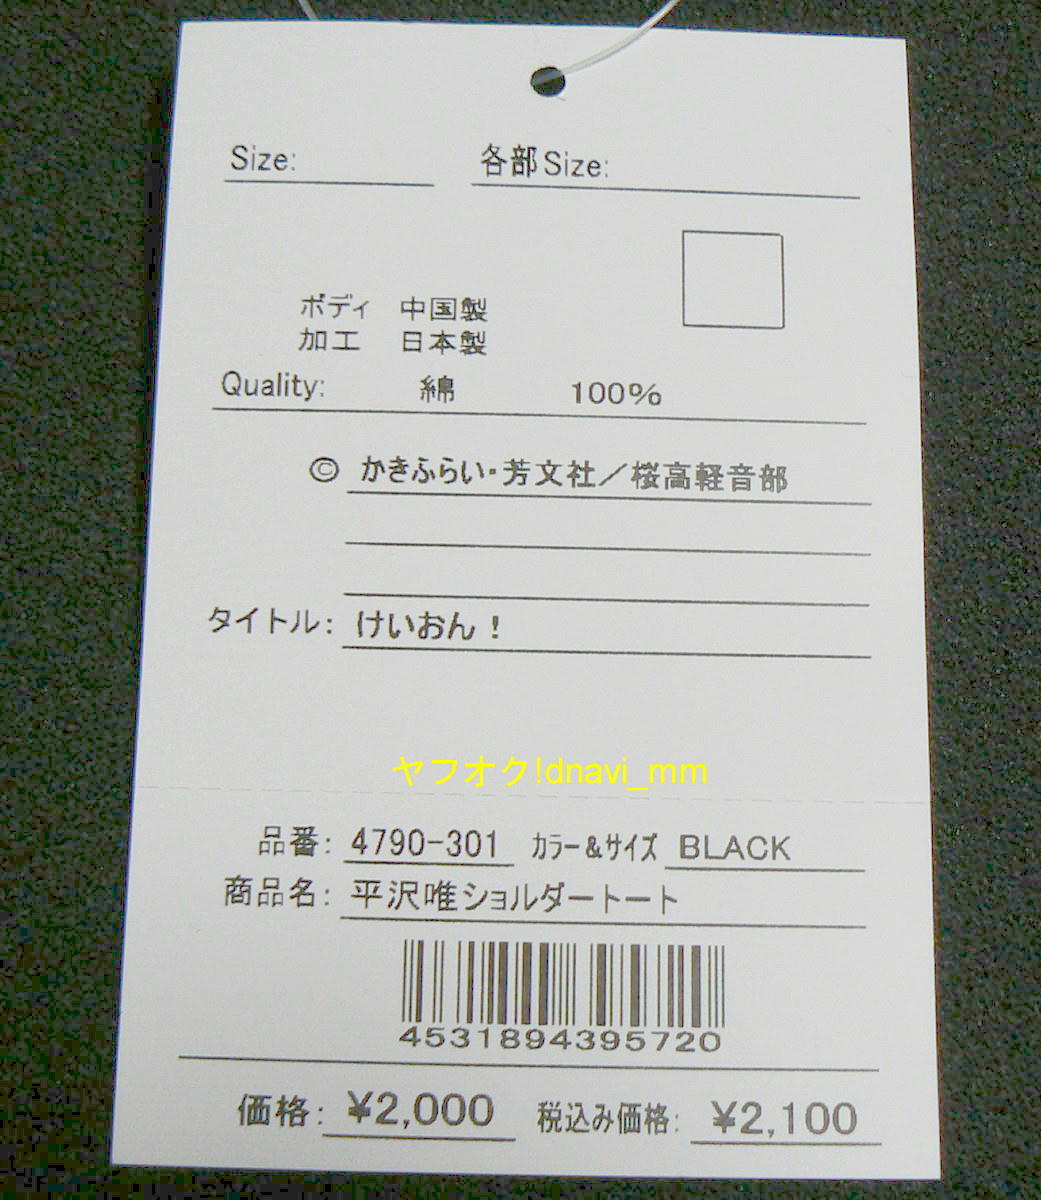 Size: 各部Size:
ボディ 中国製
加工 日本製
Quality: 綿 100%
© かきふらい・芳文社／桜高軽音部
タイトル: けいおん！
ヤフオク!dnavi_mm
品番: 4790-301 カラー&サイズ BLACK
商品名: 平沢唯ショルダートート
4531894395720
価格: ¥2,000 税込み価格: ¥2,100